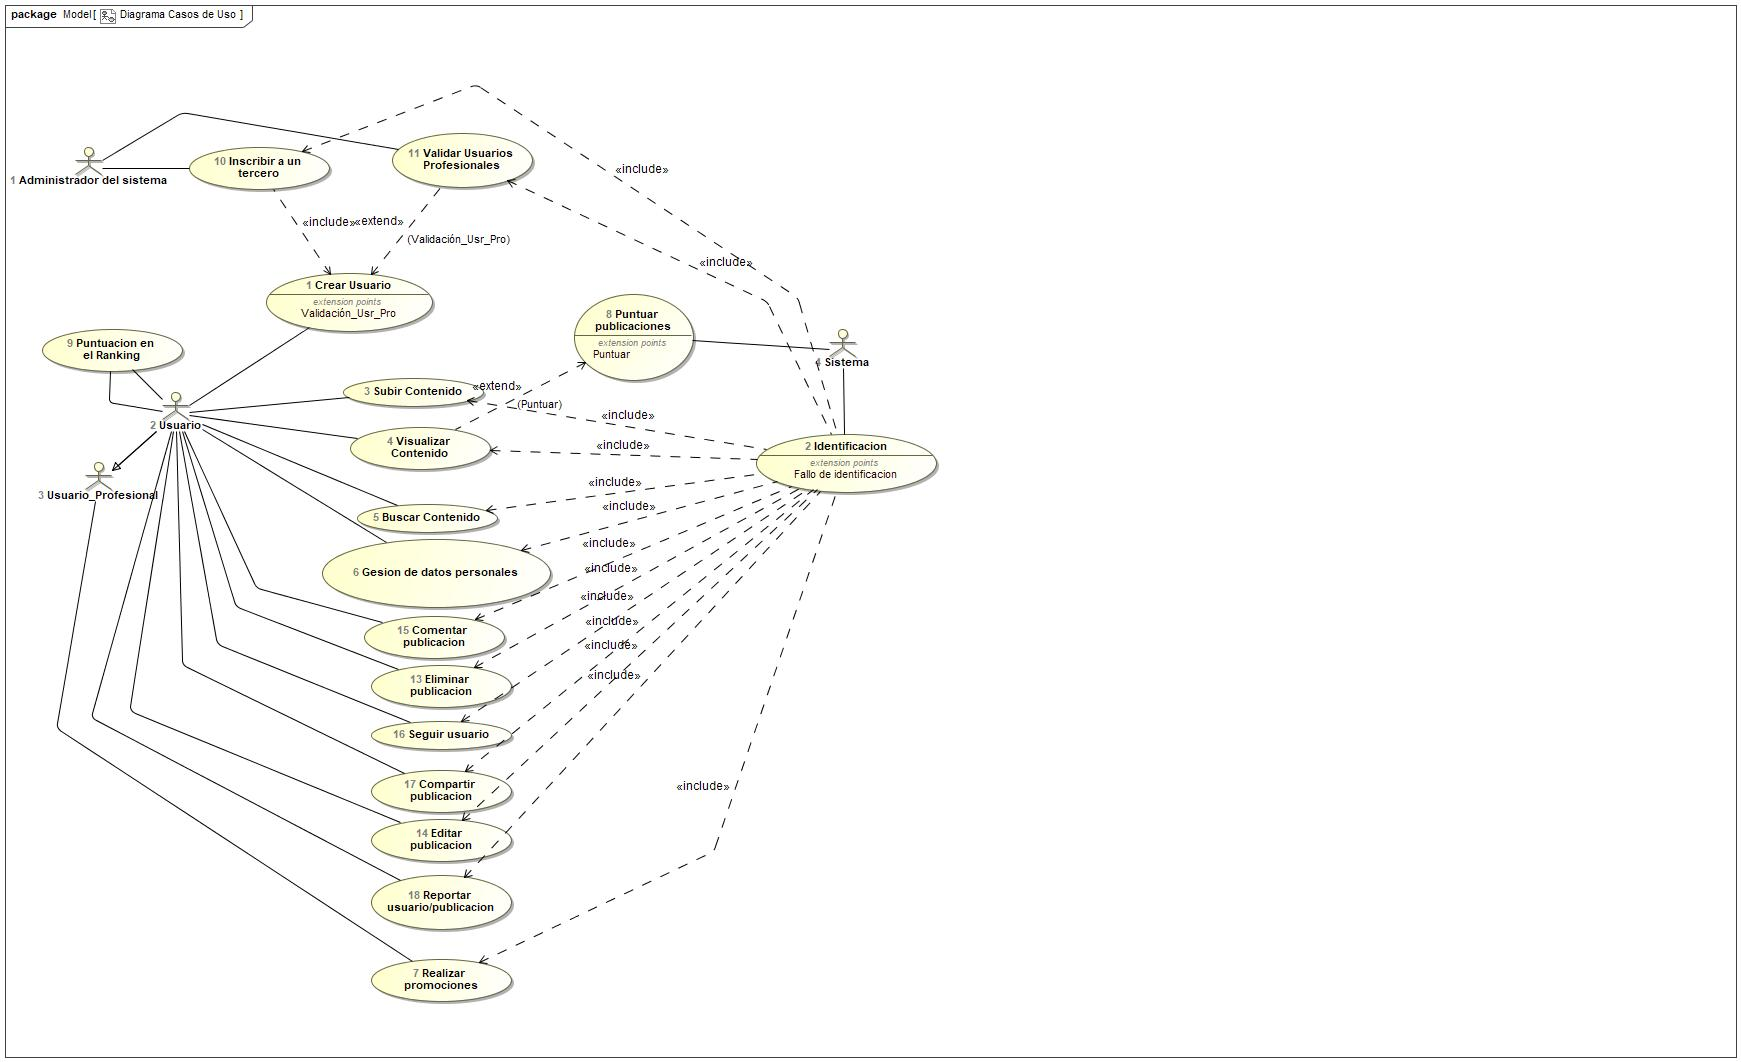 package Model[ Diagrama Casos de Uso ]
1 Administrador del sistema
10 Inscribir a un
tercero
11 Validar Usuarios
Profesionales
«include»
«include»
«extend»
(Validación_Usr_Pro)
«include»
1 Crear Usuario
extension points
Validación_Usr_Pro
8 Puntuar
publicaciones
extension points
Puntuar
9 Puntuacion en
el Ranking
4 Sistema
3 Subir Contenido
«extend»
(Puntuar)
«include»
2 Usuario
4 Visualizar
Contenido
«include»
2 Identificacion
extension points
Fallo de identificacion
3 Usuario_Profesional
«include»
5 Buscar Contenido
«include»
«include»
6 Gesion de datos personales
«include»
«include»
15 Comentar
publicacion
«include»
«include»
13 Eliminar
publicacion
«include»
16 Seguir usuario
17 Compartir
publicacion
«include»
14 Editar
publicacion
18 Reportar
usuario/publicacion
7 Realizar
promociones